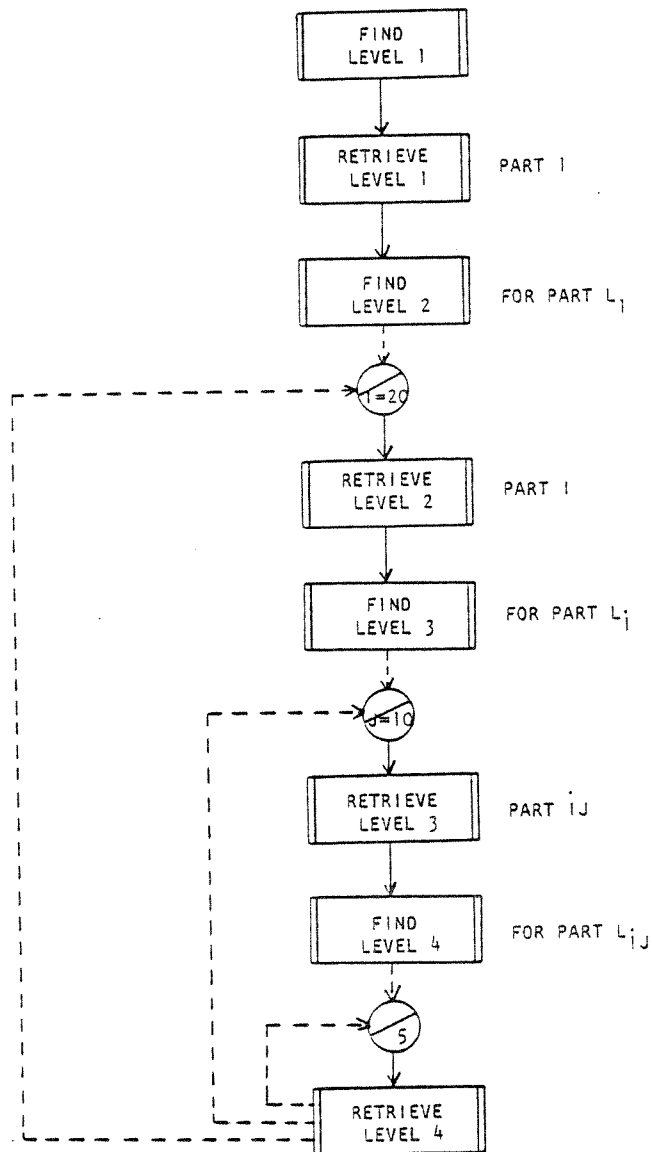 FIND
LEVEL 1
RETRIEVE
LEVEL 1
PART 1
FIND
LEVEL 2
FOR PART L1
I=20
RETRIEVE
LEVEL 2
PART I
FIND
LEVEL 3
FOR PART Li
J=10
RETRIEVE
LEVEL 3
PART iJ
FIND
LEVEL 4
FOR PART LiJ
5
RETRIEVE
LEVEL 4